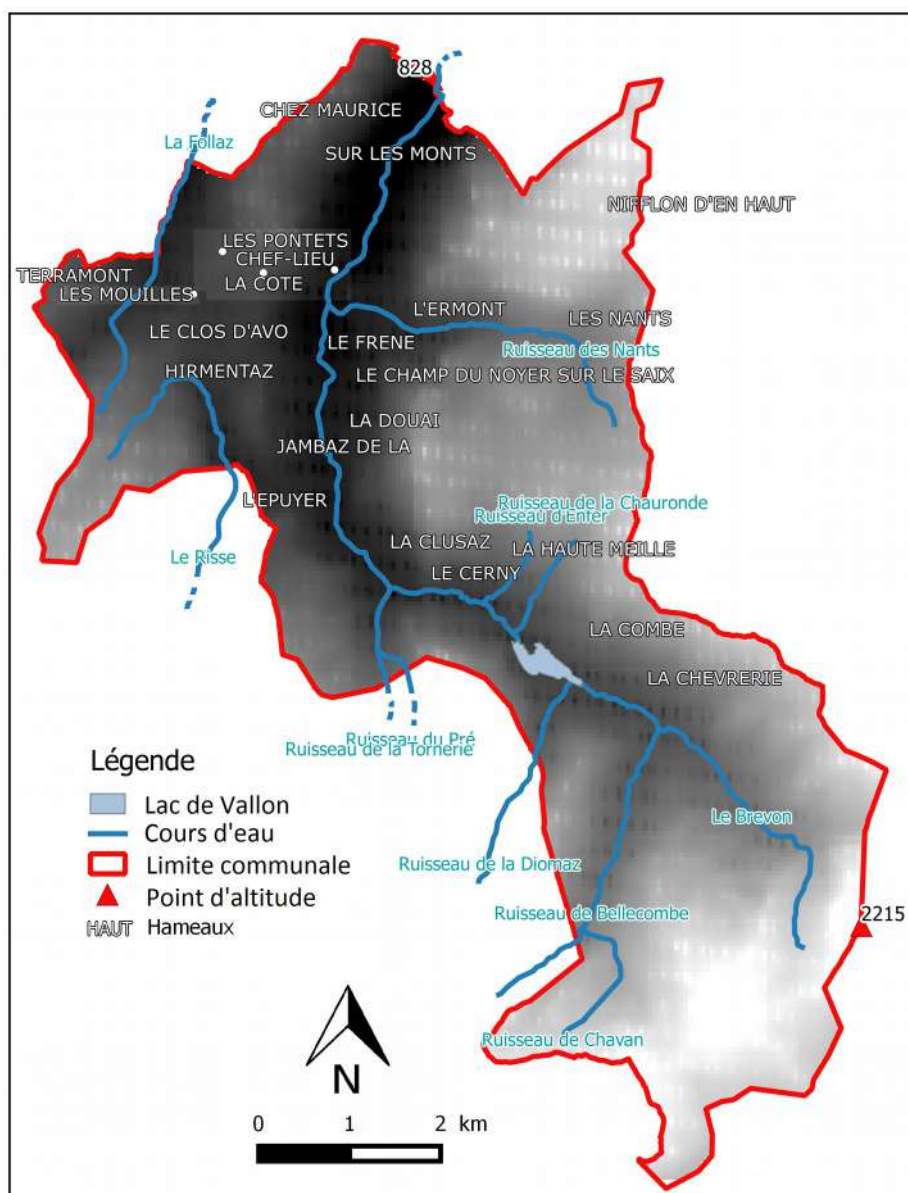 828
CHEZ MAURICE
La Follaz
SUR LES MONTS
NIFFLON D'EN HAUT
LES PONTETS
CHEF-LIEU
TERRAMONT
LA COTE
LES MOUILLES
L'ERMONT
LES NANTS
LE CLOS D'AVO
LE FRENE
Ruisseau des Nants
HIRMENTAZ
LE CHAMP DU NOYER SUR LE SAIX
LA DOUAI
JAMBAZ DE LA
L'EPUYER
Ruisseau de la Chauronde
Ruisseau d'Enfer
Le Risse
LA CLUSAZ
LA HAUTE MEILLE
LE CERNY
LA COMBE
LA CHEVRERIE
Ruisseau du Pré
Ruisseau de la Tornerie
Légende
Lac de Vallon
Cours d'eau
Limite communale
Point d'altitude
HAUT Hameaux
Le Brevon
Ruisseau de la Diomaz
Ruisseau de Bellecombe
2215
Ruisseau de Chavan
N
0 1 2 km